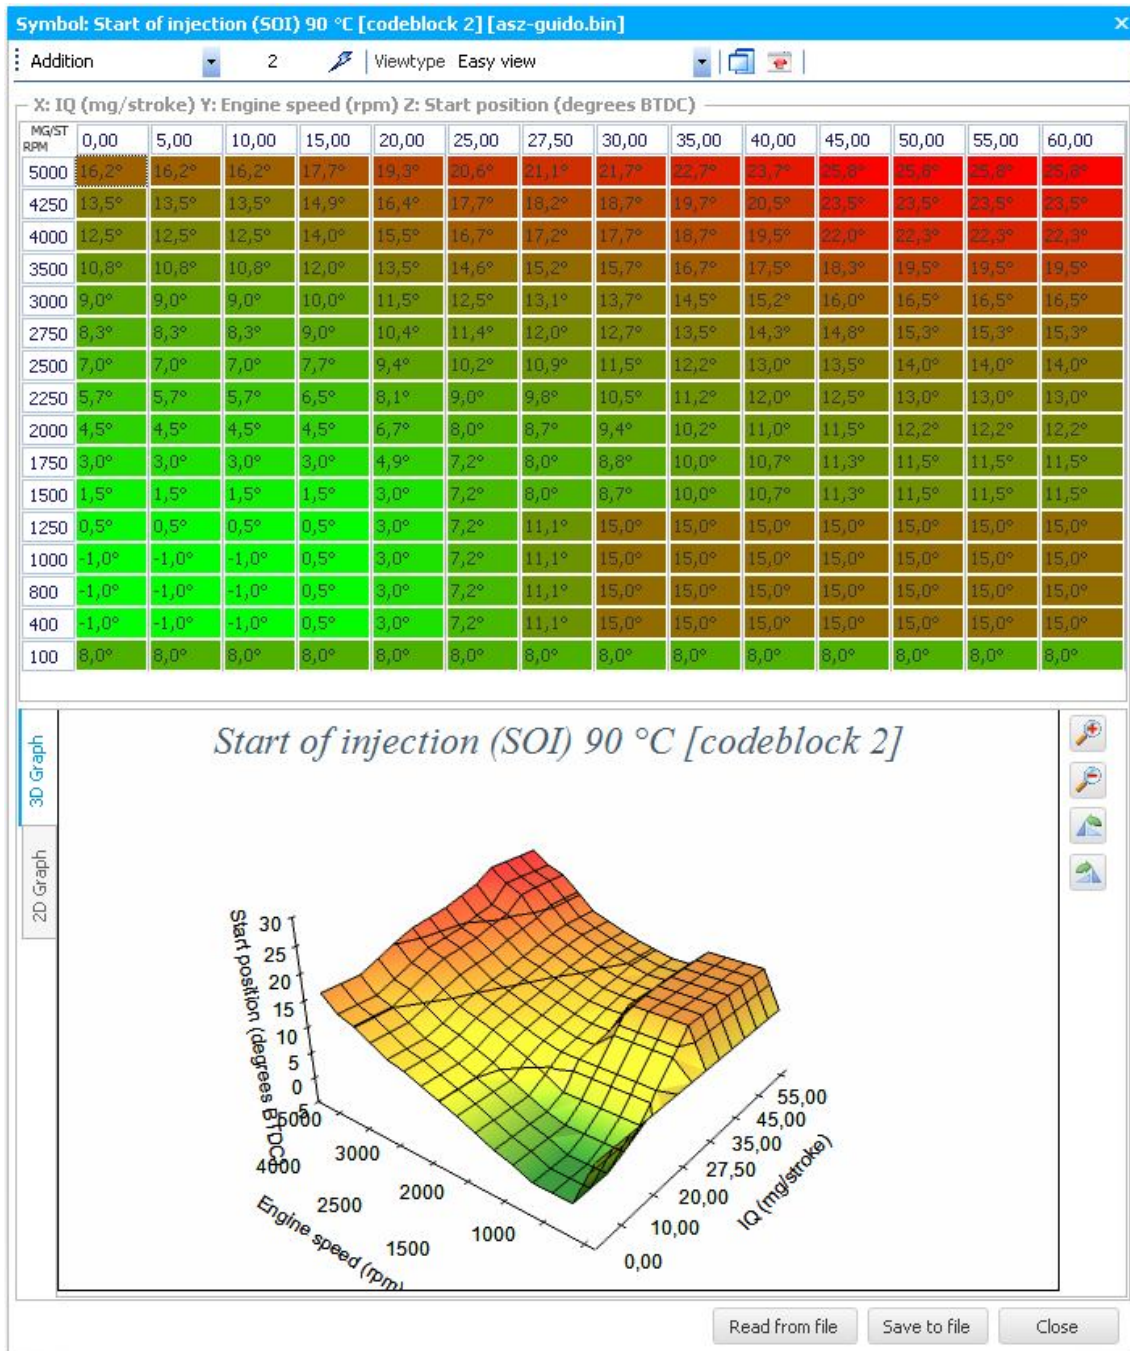 Symbol: Start of injection (SOI) 90 °C [codeblock 2] [asz-guido.bin]
Addition 2 Viewtype Easy view
X: IQ (mg/stroke) Y: Engine speed (rpm) Z: Start position (degrees BTDC)
MG/ST RPM 0,00 5,00 10,00 15,00 20,00 25,00 27,50 30,00 35,00 40,00 45,00 50,00 55,00 60,00
5000 16,2° 16,2° 16,2° 17,7° 19,3° 20,6° 21,1° 21,7° 22,7° 23,7° 25,8° 25,8° 25,8° 25,8°
4250 13,5° 13,5° 13,5° 14,9° 16,4° 17,7° 18,2° 18,7° 19,7° 20,5° 23,5° 23,5° 23,5° 23,5°
4000 12,5° 12,5° 12,5° 14,0° 15,5° 16,7° 17,2° 17,7° 18,7° 19,5° 22,0° 22,3° 22,3° 22,3°
3500 10,8° 10,8° 10,8° 12,0° 13,5° 14,6° 15,2° 15,7° 16,7° 17,5° 18,3° 19,5° 19,5° 19,5°
3000 9,0° 9,0° 9,0° 10,0° 11,5° 12,5° 13,1° 13,7° 14,5° 15,2° 16,0° 16,5° 16,5° 16,5°
2750 8,3° 8,3° 8,3° 9,0° 10,4° 11,4° 12,0° 12,7° 13,5° 14,3° 14,8° 15,3° 15,3° 15,3°
2500 7,0° 7,0° 7,0° 7,7° 9,4° 10,2° 10,9° 11,5° 12,2° 13,0° 13,5° 14,0° 14,0° 14,0°
2250 5,7° 5,7° 5,7° 6,5° 8,1° 9,0° 9,8° 10,5° 11,2° 12,0° 12,5° 13,0° 13,0° 13,0°
2000 4,5° 4,5° 4,5° 4,5° 6,7° 8,0° 8,7° 9,4° 10,2° 11,0° 11,5° 12,2° 12,2° 12,2°
1750 3,0° 3,0° 3,0° 3,0° 4,9° 7,2° 8,0° 8,8° 10,0° 10,7° 11,3° 11,5° 11,5° 11,5°
1500 1,5° 1,5° 1,5° 1,5° 3,0° 7,2° 8,0° 8,7° 10,0° 10,7° 11,3° 11,5° 11,5° 11,5°
1250 0,5° 0,5° 0,5° 0,5° 3,0° 7,2° 11,1° 15,0° 15,0° 15,0° 15,0° 15,0° 15,0° 15,0°
1000 -1,0° -1,0° -1,0° 0,5° 3,0° 7,2° 11,1° 15,0° 15,0° 15,0° 15,0° 15,0° 15,0° 15,0°
800 -1,0° -1,0° -1,0° 0,5° 3,0° 7,2° 11,1° 15,0° 15,0° 15,0° 15,0° 15,0° 15,0° 15,0°
400 -1,0° -1,0° -1,0° 0,5° 3,0° 7,2° 11,1° 15,0° 15,0° 15,0° 15,0° 15,0° 15,0° 15,0°
100 8,0° 8,0° 8,0° 8,0° 8,0° 8,0° 8,0° 8,0° 8,0° 8,0° 8,0° 8,0° 8,0° 8,0°
3D Graph
2D Graph
Start of injection (SOI) 90 °C [codeblock 2]
Start position (degrees BTDC)
30
25
20
15
10
5
0
-5
5000
4000
3000
2500
2000
1500
1000
Engine speed (rpm)
0,00
10,00
20,00
27,50
35,00
45,00
55,00
IQ (mg/stroke)
Read from file Save to file Close